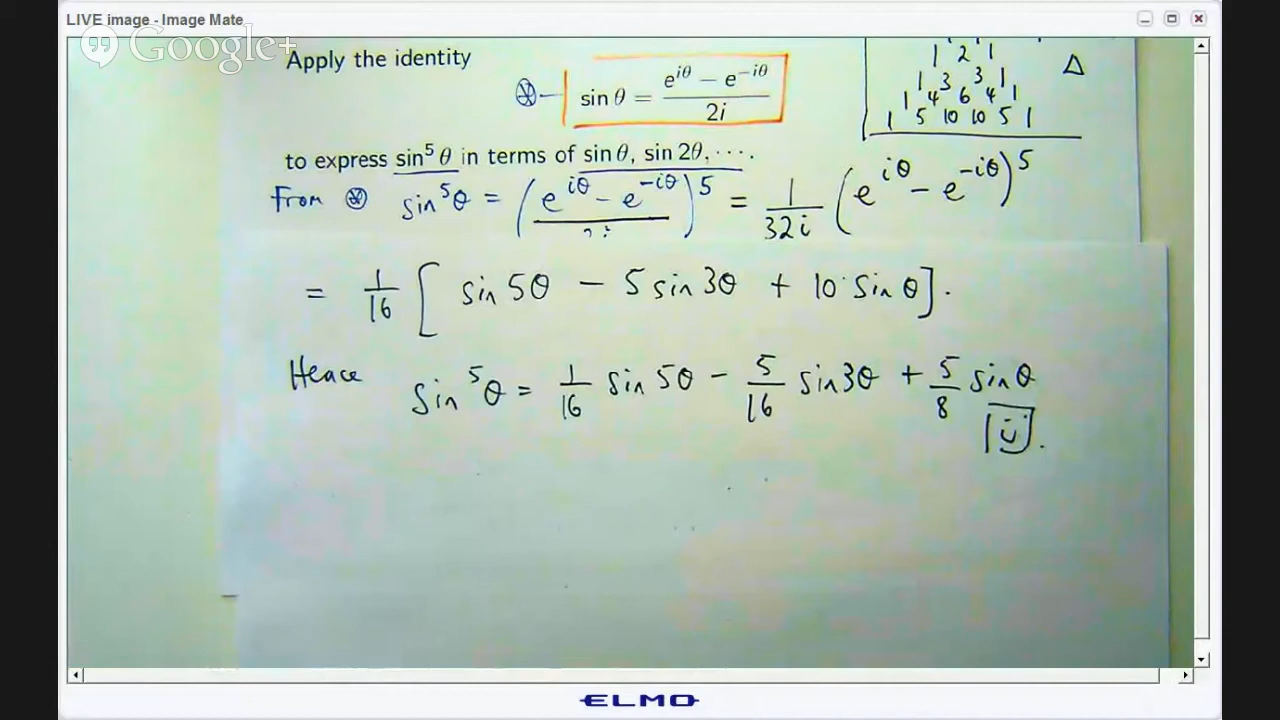 LIVE image - Image Mate
Google+
Apply the identity
⊛— sin θ = (e^{iθ} − e^{−iθ}) / 2i
1 2 1
1 3 3 1
1 4 6 4 1
1 5 10 10 5 1
Δ
to express sin⁵ θ in terms of sin θ, sin 2θ, ⋯.
From ⊛ sin⁵θ = ((e^{iθ} − e^{−iθ}) / 2i)⁵ = 1/32i (e^{iθ} − e^{−iθ})⁵
= 1/16 [ sin 5θ − 5 sin 3θ + 10 sin θ ].
Hence sin⁵θ = 1/16 sin 5θ − 5/16 sin 3θ + 5/8 sin θ
ELMO